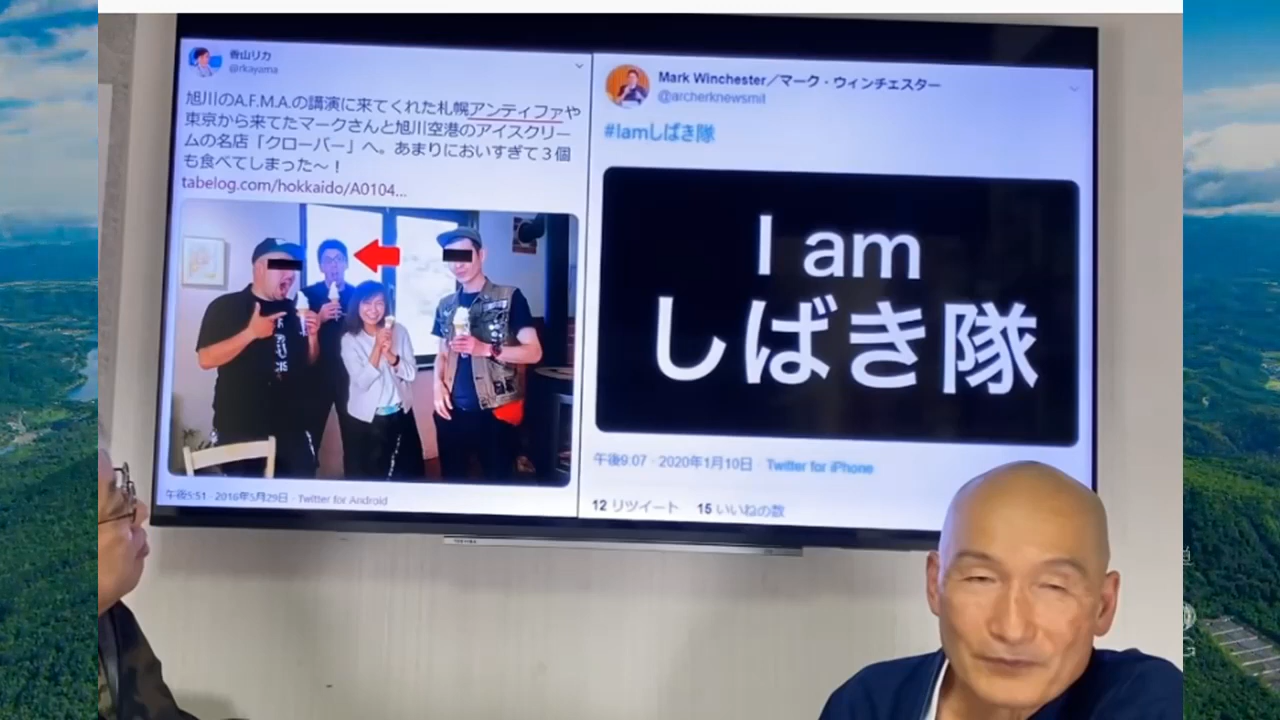 香山リカ
@rkayama
旭川のA.F.M.A.の講演に来てくれた札幌アンティファや
東京から来てたマークさんと旭川空港のアイスクリー
ムの名店「クローバー」へ。あまりにおいすぎて３個
も食べてしまった〜！
tabelog.com/hokkaido/A0104...
午後5:51 · 2016年5月29日 · Twitter for Android
Mark Winchester／マーク・ウィンチェスター
@archerknewsmit
#Iamしばき隊
I am
しばき隊
午後9:07 · 2020年1月10日 · Twitter for iPhone
12 リツイート 15 いいねの数
TOSHIBA